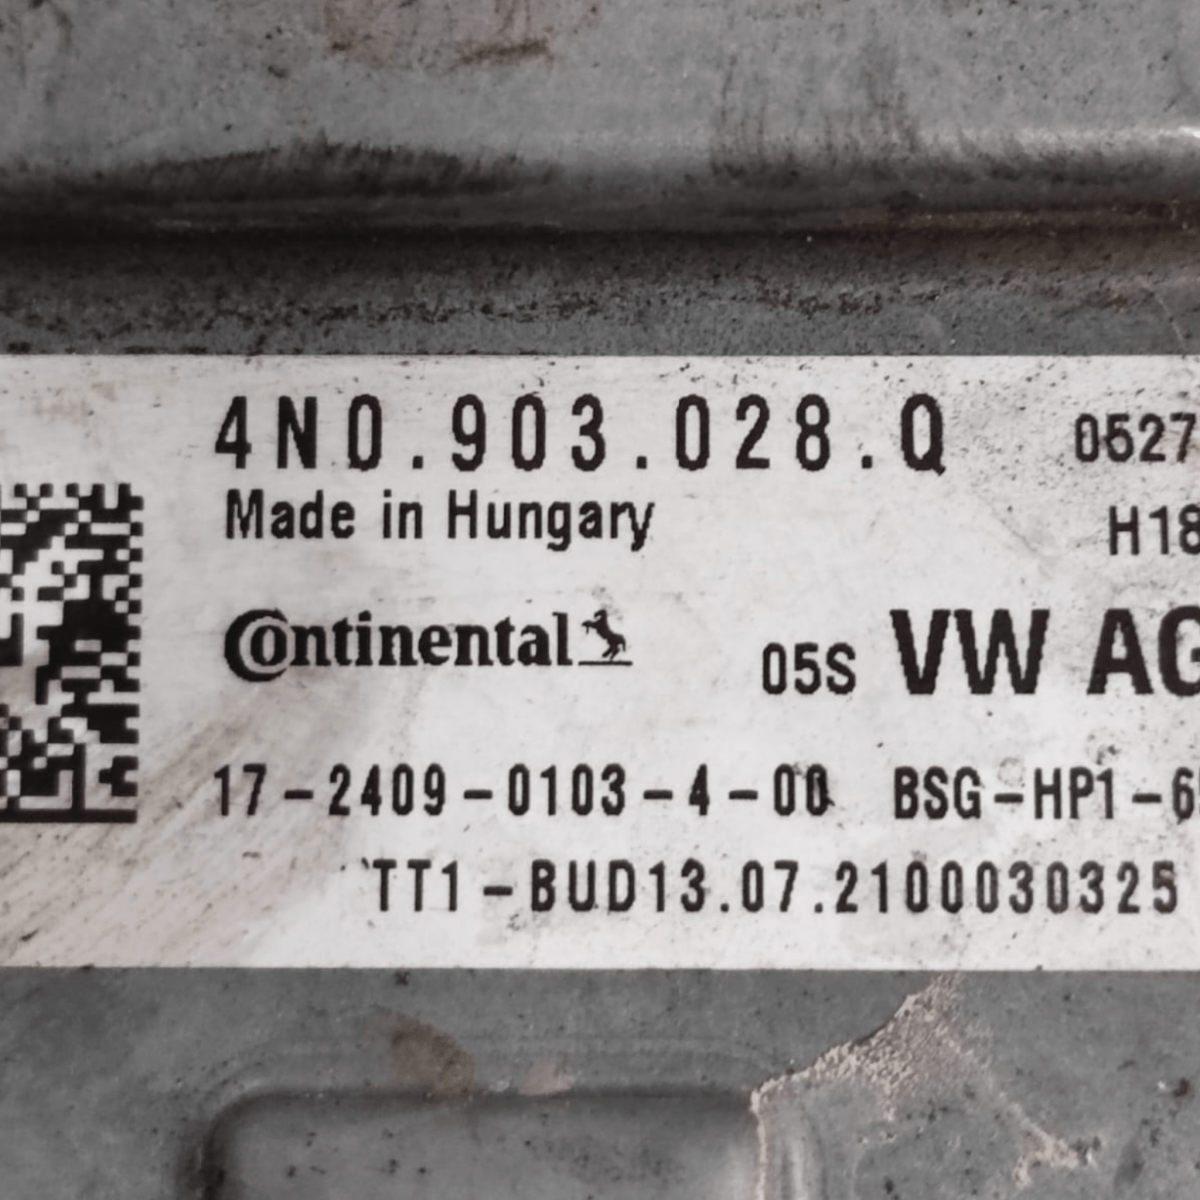 4N0.903.028.Q 0527
Made in Hungary H18
Continental 05S VW AG
17-2409-0103-4-00 BSG-HP1-6
TT1-BUD13.07.2100030325